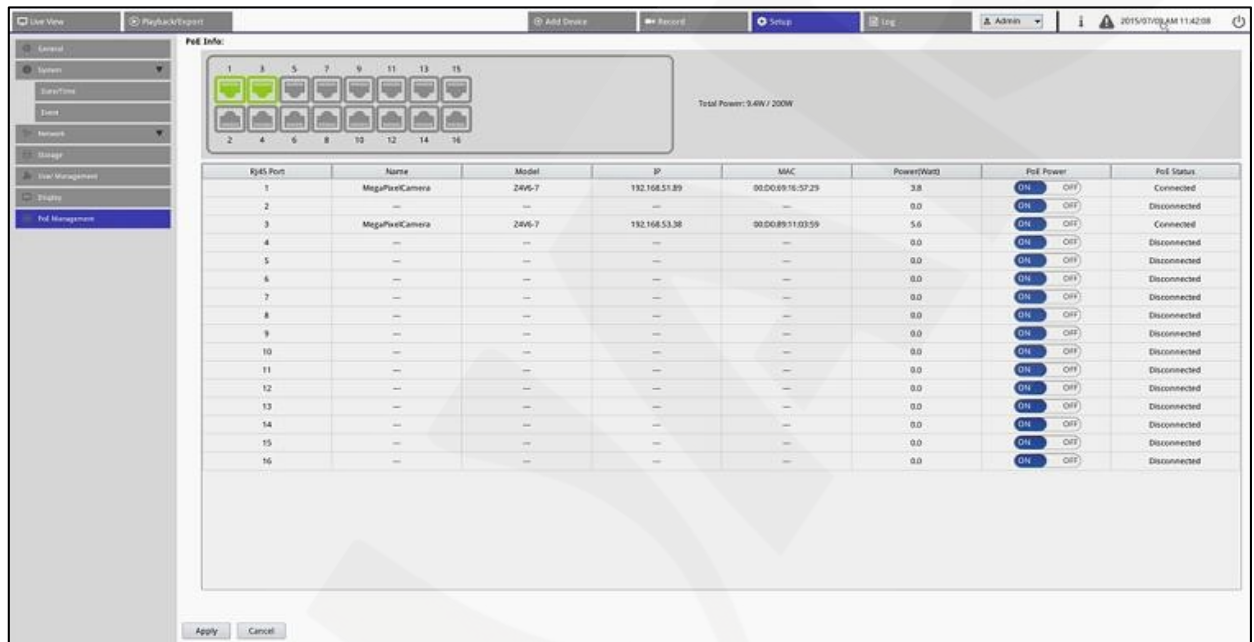 Live View Playback/Export Add Device Record Setup Log Admin i 2015/07/09 AM 11:42:08
General
System
Date/Time
Event
Network
Storage
User Management
Display
PoE Management
PoE Info:
1 3 5 7 9 11 13 15
2 4 6 8 10 12 14 16
Total Power: 9.4W / 200W
RJ45 Port Name Model IP MAC Power(Watt) PoE Power PoE Status
1 MegaPixelCamera Z4V6-7 192.168.51.89 00:D0:69:16:57:29 3.8 ON OFF Connected
2 --- --- --- --- 0.0 ON OFF Disconnected
3 MegaPixelCamera Z4V6-7 192.168.53.38 00:D0:89:11:03:59 5.6 ON OFF Connected
4 --- --- --- --- 0.0 ON OFF Disconnected
5 --- --- --- --- 0.0 ON OFF Disconnected
6 --- --- --- --- 0.0 ON OFF Disconnected
7 --- --- --- --- 0.0 ON OFF Disconnected
8 --- --- --- --- 0.0 ON OFF Disconnected
9 --- --- --- --- 0.0 ON OFF Disconnected
10 --- --- --- --- 0.0 ON OFF Disconnected
11 --- --- --- --- 0.0 ON OFF Disconnected
12 --- --- --- --- 0.0 ON OFF Disconnected
13 --- --- --- --- 0.0 ON OFF Disconnected
14 --- --- --- --- 0.0 ON OFF Disconnected
15 --- --- --- --- 0.0 ON OFF Disconnected
16 --- --- --- --- 0.0 ON OFF Disconnected
Apply Cancel